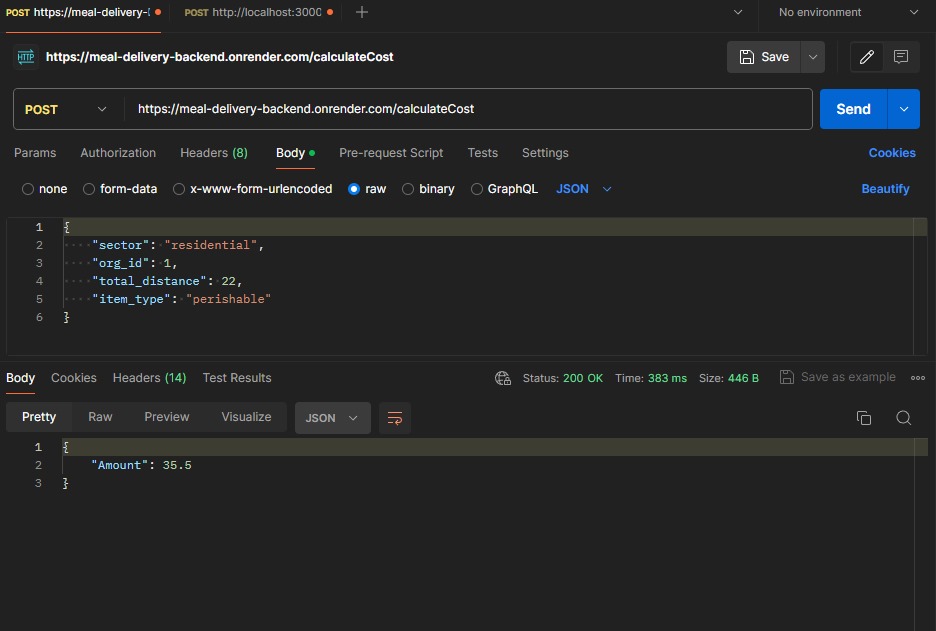 POST https://meal-delivery-
POST http://localhost:3000
No environment
HTTP https://meal-delivery-backend.onrender.com/calculateCost
Save
POST https://meal-delivery-backend.onrender.com/calculateCost Send
Params Authorization Headers (8) Body Pre-request Script Tests Settings Cookies
none form-data x-www-form-urlencoded raw binary GraphQL JSON Beautify
1 {
2 "sector": "residential",
3 "org_id": 1,
4 "total_distance": 22,
5 "item_type": "perishable"
6 }
Body Cookies Headers (14) Test Results Status: 200 OK Time: 383 ms Size: 446 B Save as example
Pretty Raw Preview Visualize JSON
1 {
2 "Amount": 35.5
3 }